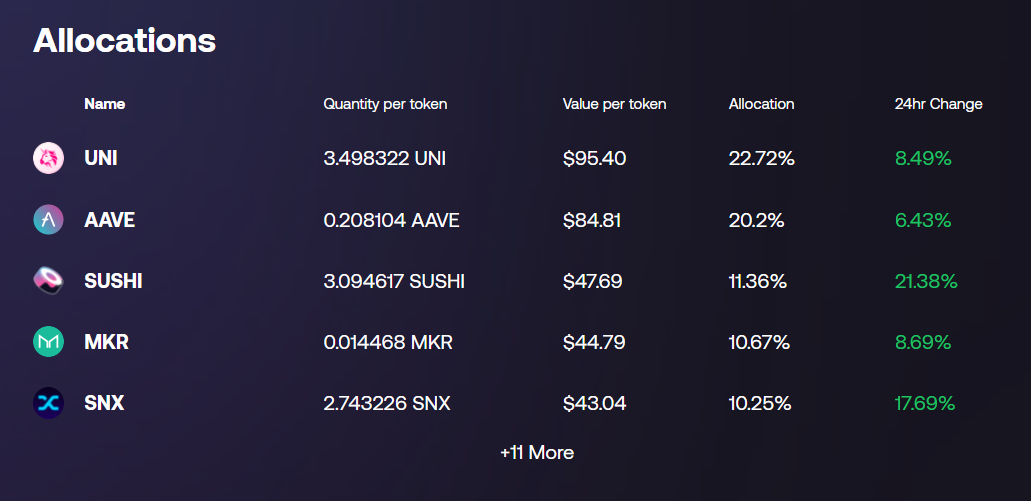 Allocations
Name Quantity per token Value per token Allocation 24hr Change
UNI 3.498322 UNI $95.40 22.72% 8.49%
AAVE 0.208104 AAVE $84.81 20.2% 6.43%
SUSHI 3.094617 SUSHI $47.69 11.36% 21.38%
MKR 0.014468 MKR $44.79 10.67% 8.69%
SNX 2.743226 SNX $43.04 10.25% 17.69%
+11 More